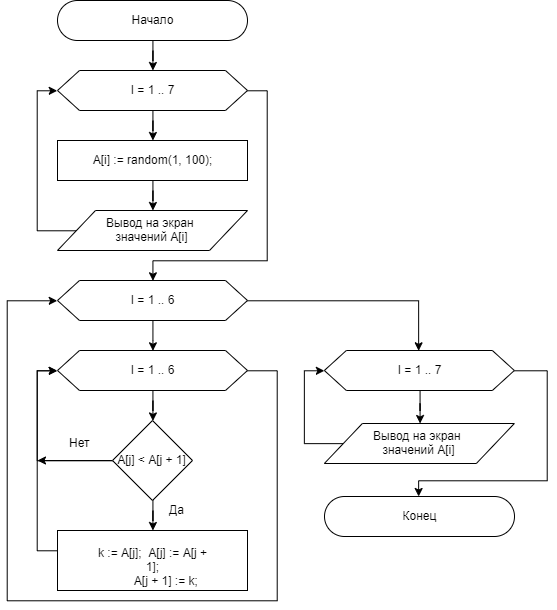 Начало
I = 1 .. 7
A[i] := random(1, 100);
Вывод на экран
значений A[i]
I = 1 .. 6
I = 1 .. 6
I = 1 .. 7
Нет
A[j] < A[j + 1]
Вывод на экран
значений A[i]
Да
Конец
k := A[j]; A[j] := A[j +
1];
A[j + 1] := k;